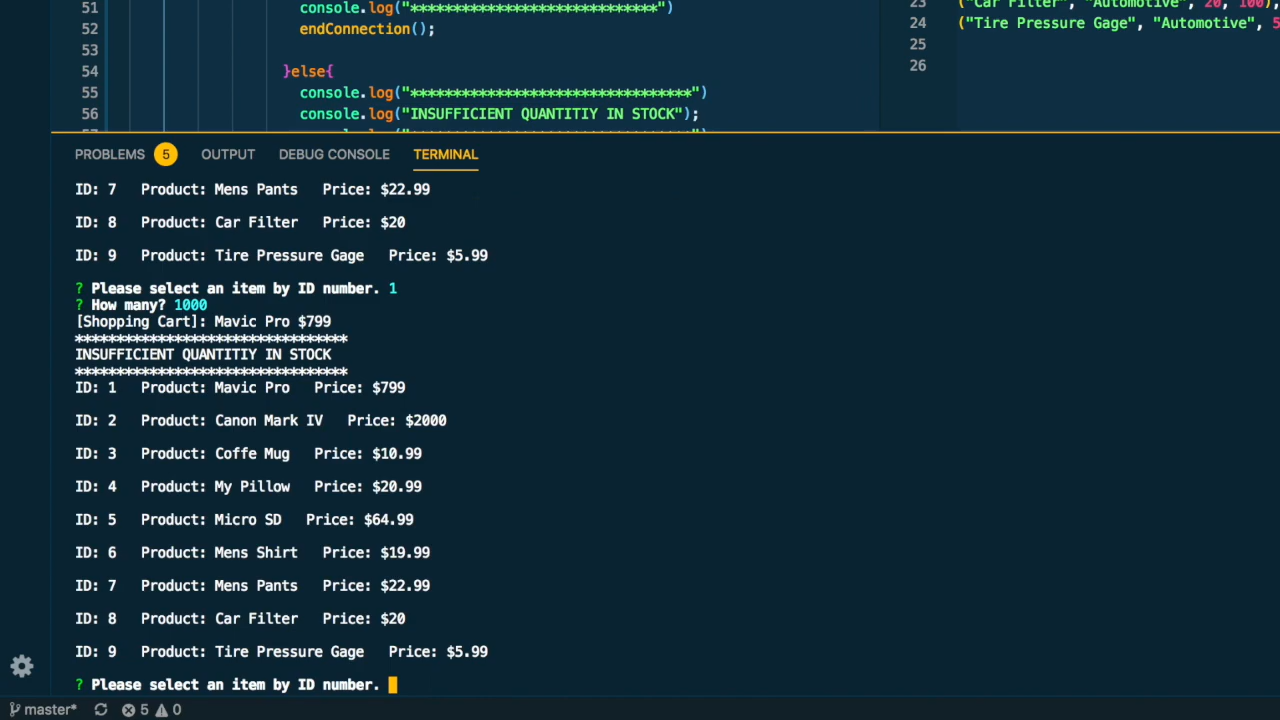 51 console.log("******************************")
52 endConnection();
53
54 }else{
55 console.log("**********************************")
56 console.log("INSUFFICIENT QUANTITIY IN STOCK");
23 ("Car Filter", "Automotive", 20, 100),
24 ("Tire Pressure Gage", "Automotive", 5
25
26
PROBLEMS 5 OUTPUT DEBUG CONSOLE TERMINAL
ID: 7 Product: Mens Pants Price: $22.99
ID: 8 Product: Car Filter Price: $20
ID: 9 Product: Tire Pressure Gage Price: $5.99
? Please select an item by ID number. 1
? How many? 1000
[Shopping Cart]: Mavic Pro $799
*********************************
INSUFFICIENT QUANTITIY IN STOCK
*********************************
ID: 1 Product: Mavic Pro Price: $799
ID: 2 Product: Canon Mark IV Price: $2000
ID: 3 Product: Coffe Mug Price: $10.99
ID: 4 Product: My Pillow Price: $20.99
ID: 5 Product: Micro SD Price: $64.99
ID: 6 Product: Mens Shirt Price: $19.99
ID: 7 Product: Mens Pants Price: $22.99
ID: 8 Product: Car Filter Price: $20
ID: 9 Product: Tire Pressure Gage Price: $5.99
? Please select an item by ID number.
master* 5 0